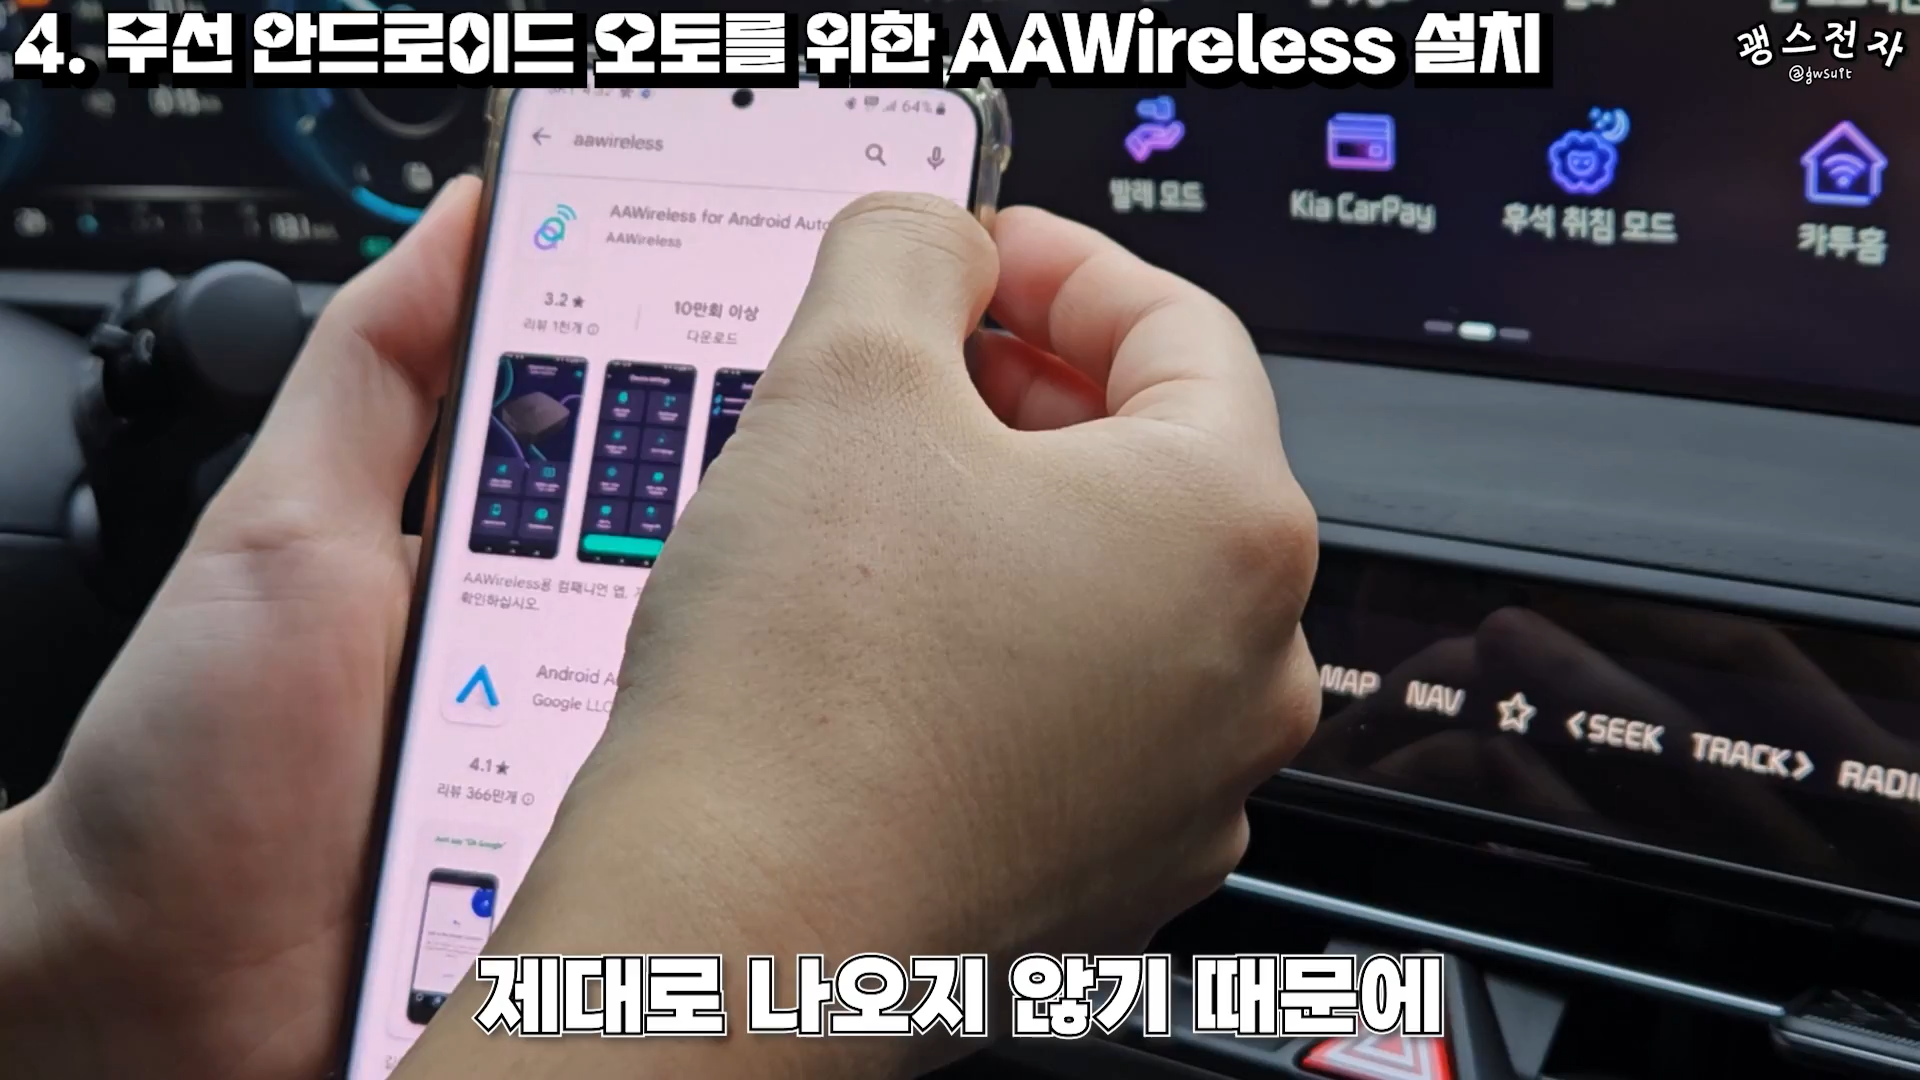 4. 무선 안드로이드 오토를 위한 AAWireless 설치
괭스전자
@gwsuit
64%
aawireless
AAWireless for Android Auto
AAWireless
3.2★
리뷰 1천개
10만회 이상
다운로드
AAWireless용 컴패니언 앱.
확인하십시오.
Android A
Google LLC
4.1★
리뷰 366만개
발레 모드
Kia CarPay
후석 취침 모드
카투홈
MAP NAV ☆ <SEEK TRACK> RADI
제대로 나오지 않기 때문에